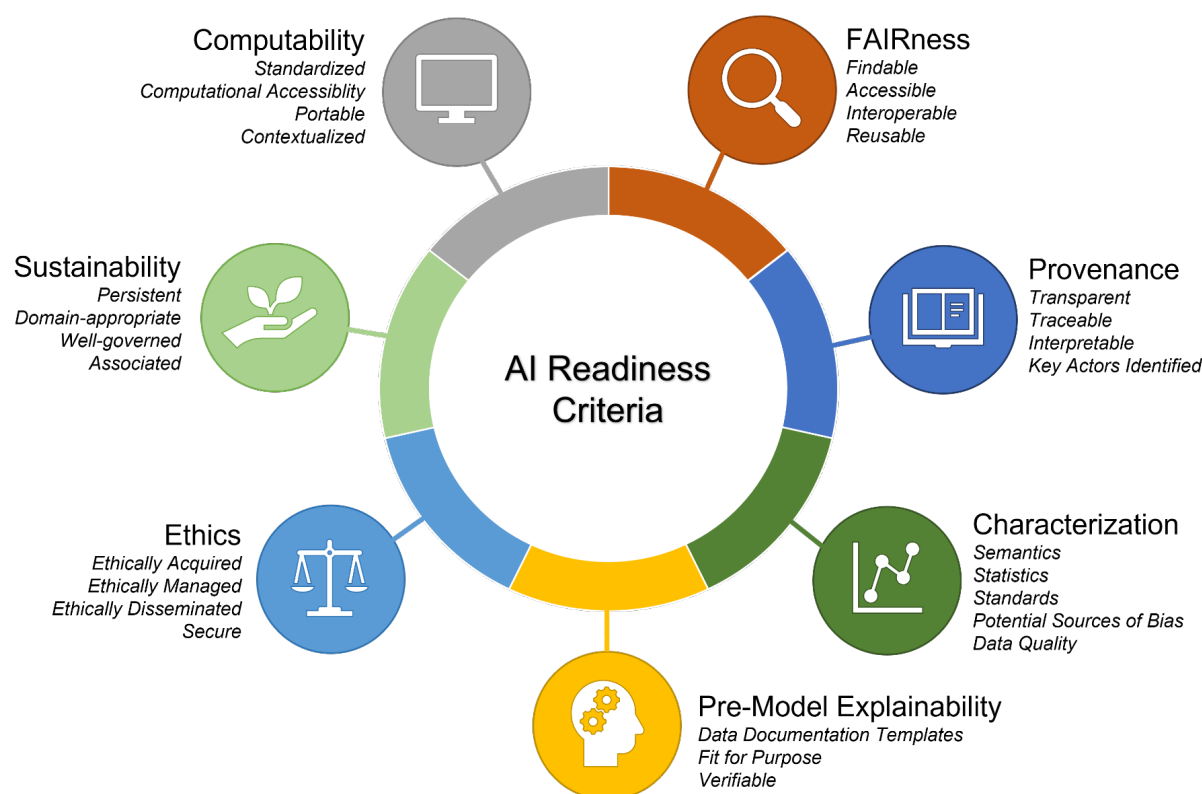 Computability
Standardized
Computational Accessiblity
Portable
Contextualized
FAIRness
Findable
Accessible
Interoperable
Reusable
Sustainability
Persistent
Domain-appropriate
Well-governed
Associated
Provenance
Transparent
Traceable
Interpretable
Key Actors Identified
AI Readiness
Criteria
Ethics
Ethically Acquired
Ethically Managed
Ethically Disseminated
Secure
Characterization
Semantics
Statistics
Standards
Potential Sources of Bias
Data Quality
Pre-Model Explainability
Data Documentation Templates
Fit for Purpose
Verifiable